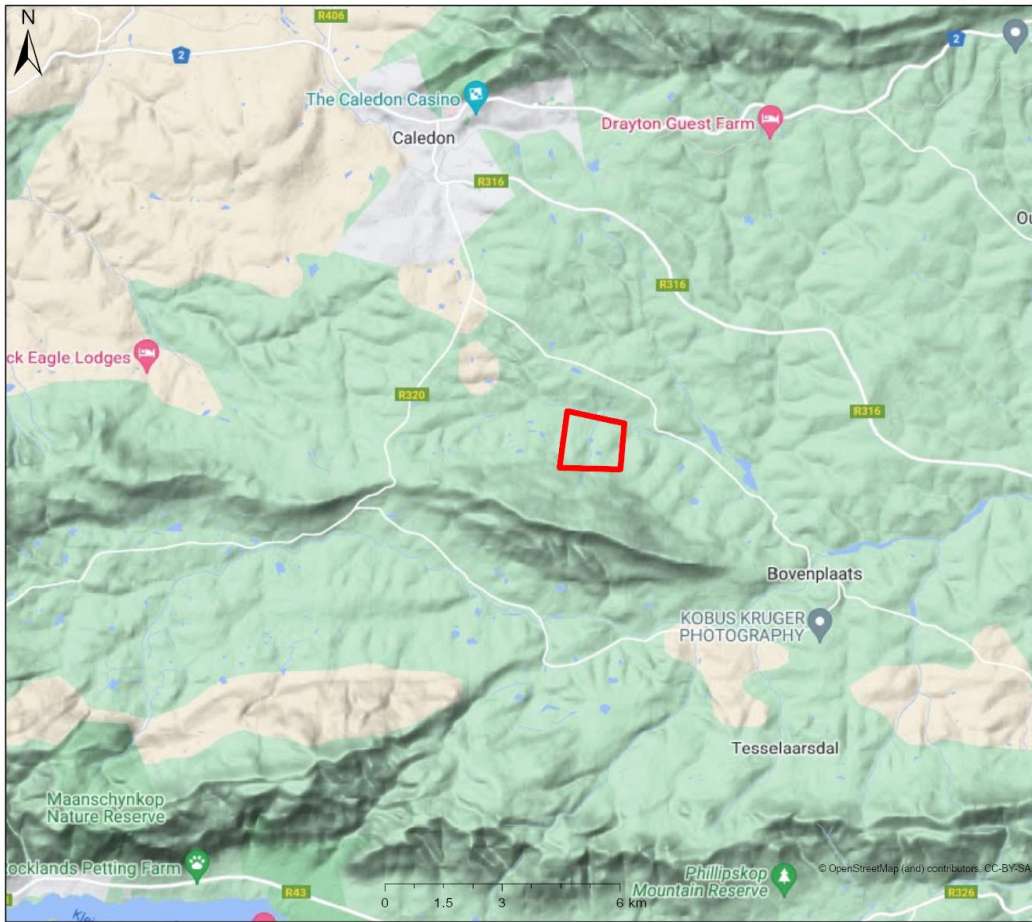 N
R406
2
2
The Caledon Casino
Drayton Guest Farm
Caledon
R316
R316
ck Eagle Lodges
R320
R316
Bovenplaats
KOBUS KRUGER
PHOTOGRAPHY
Tesselaarsdal
Maanschynkop
Nature Reserve
ocklands Petting Farm
Phillipskop
Mountain Reserve
© OpenStreetMap (and) contributors, CC-BY-SA
R43
R326
0 1.5 3 6 km